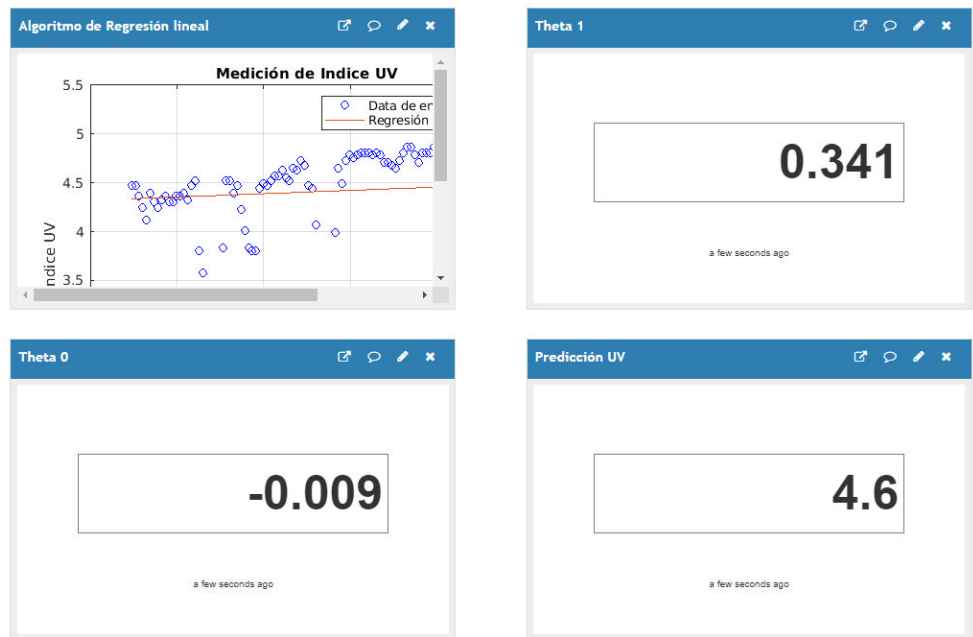 Algoritmo de Regresión lineal
Medición de Indice UV
5.5
5
4.5
4
3.5
ndice UV
Data de er
Regresión
Theta 1
0.341
a few seconds ago
Theta 0
-0.009
a few seconds ago
Predicción UV
4.6
a few seconds ago